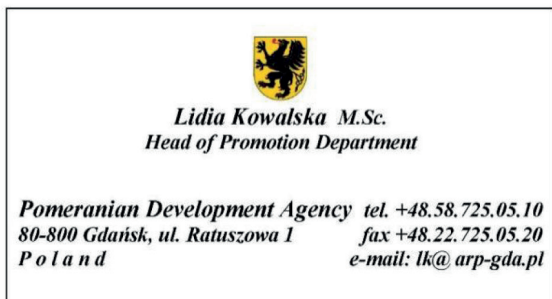 Lidia Kowalska M.Sc.
Head of Promotion Department
Pomeranian Development Agency tel. +48.58.725.05.10
80-800 Gdańsk, ul. Ratuszowa 1 fax +48.22.725.05.20
P o l a n d e-mail: lk@ arp-gda.pl